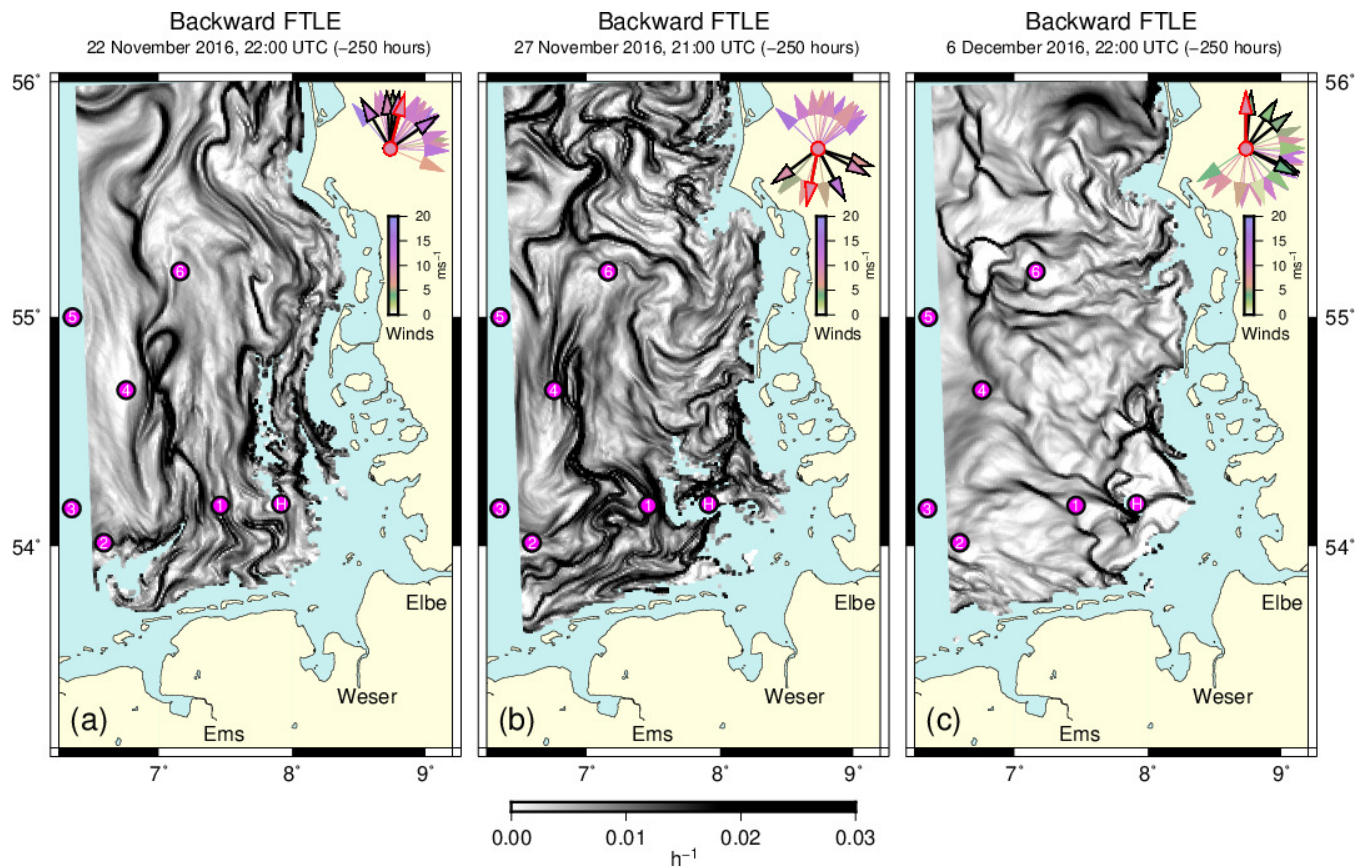 Backward FTLE
22 November 2016, 22:00 UTC (−250 hours)
Backward FTLE
27 November 2016, 21:00 UTC (−250 hours)
Backward FTLE
6 December 2016, 22:00 UTC (−250 hours)
56˚
55˚
54˚
20
15
10
5
0
ms⁻¹
Winds
6
5
4
3
2
1
H
Elbe
Weser
Ems
(a)
7˚
8˚
9˚
20
15
10
5
0
ms⁻¹
Winds
6
5
4
3
2
1
H
Elbe
Weser
Ems
(b)
7˚
8˚
9˚
20
15
10
5
0
ms⁻¹
Winds
6
5
4
3
2
1
H
Elbe
Weser
Ems
(c)
7˚
8˚
9˚
56˚
55˚
54˚
0.00 0.01 0.02 0.03
h⁻¹